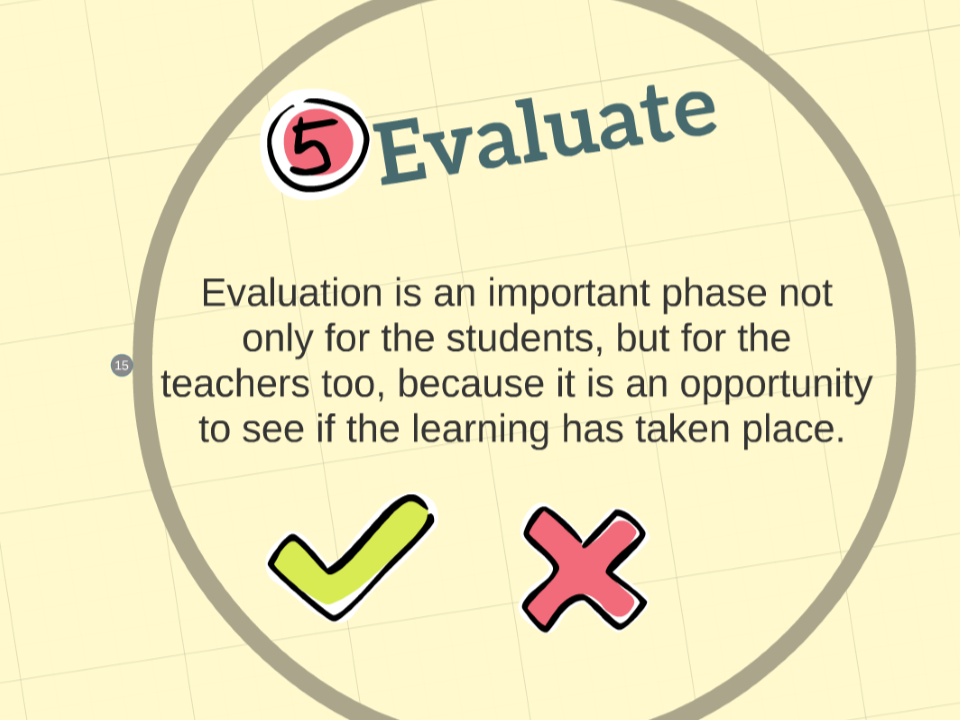 5 Evaluate
Evaluation is an important phase not
only for the students, but for the
15
teachers too, because it is an opportunity
to see if the learning has taken place.